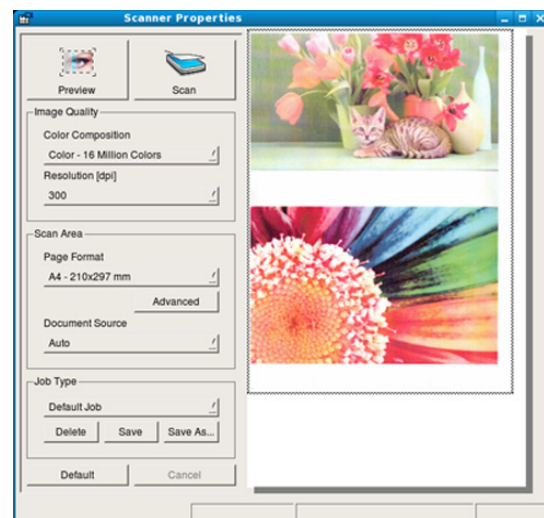 Scanner Properties
Preview
Scan
Image Quality
Color Composition
Color - 16 Million Colors
Resolution [dpi]
300
Scan Area
Page Format
A4 - 210x297 mm
Advanced
Document Source
Auto
Job Type
Default Job
Delete
Save
Save As...
Default
Cancel